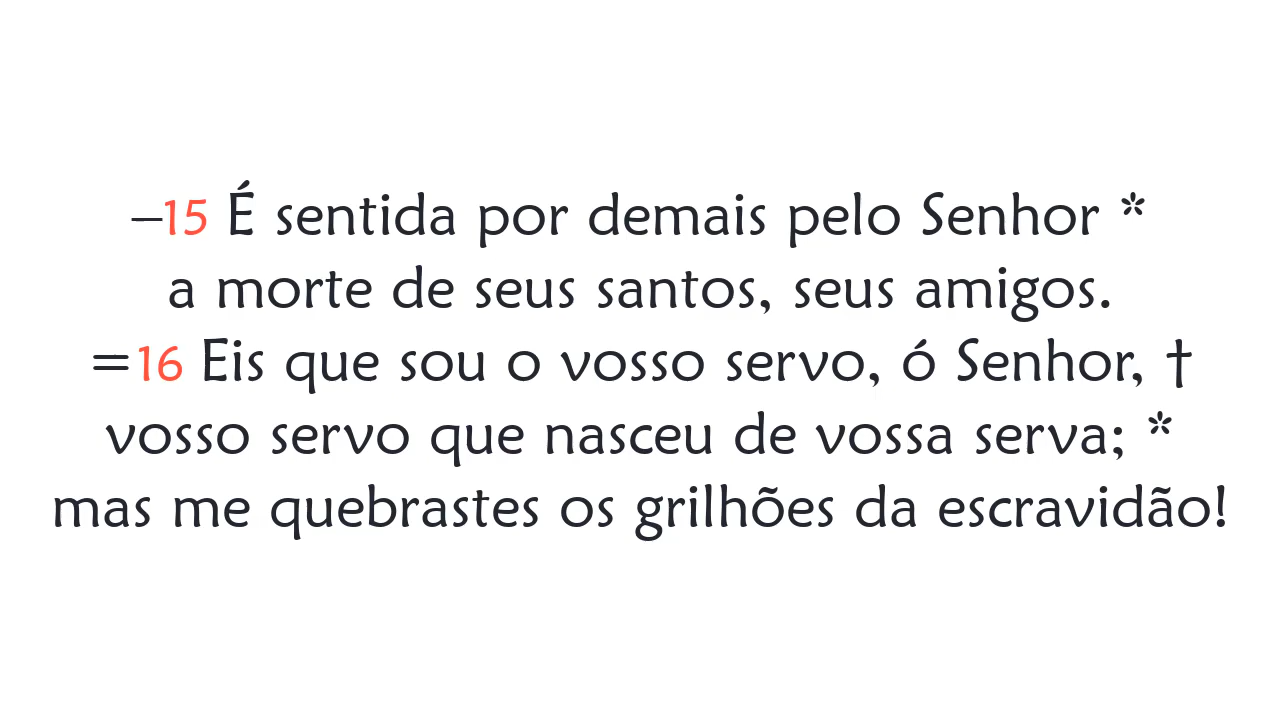 –15 É sentida por demais pelo Senhor *
a morte de seus santos, seus amigos.
=16 Eis que sou o vosso servo, ó Senhor, †
vosso servo que nasceu de vossa serva; *
mas me quebrastes os grilhões da escravidão!